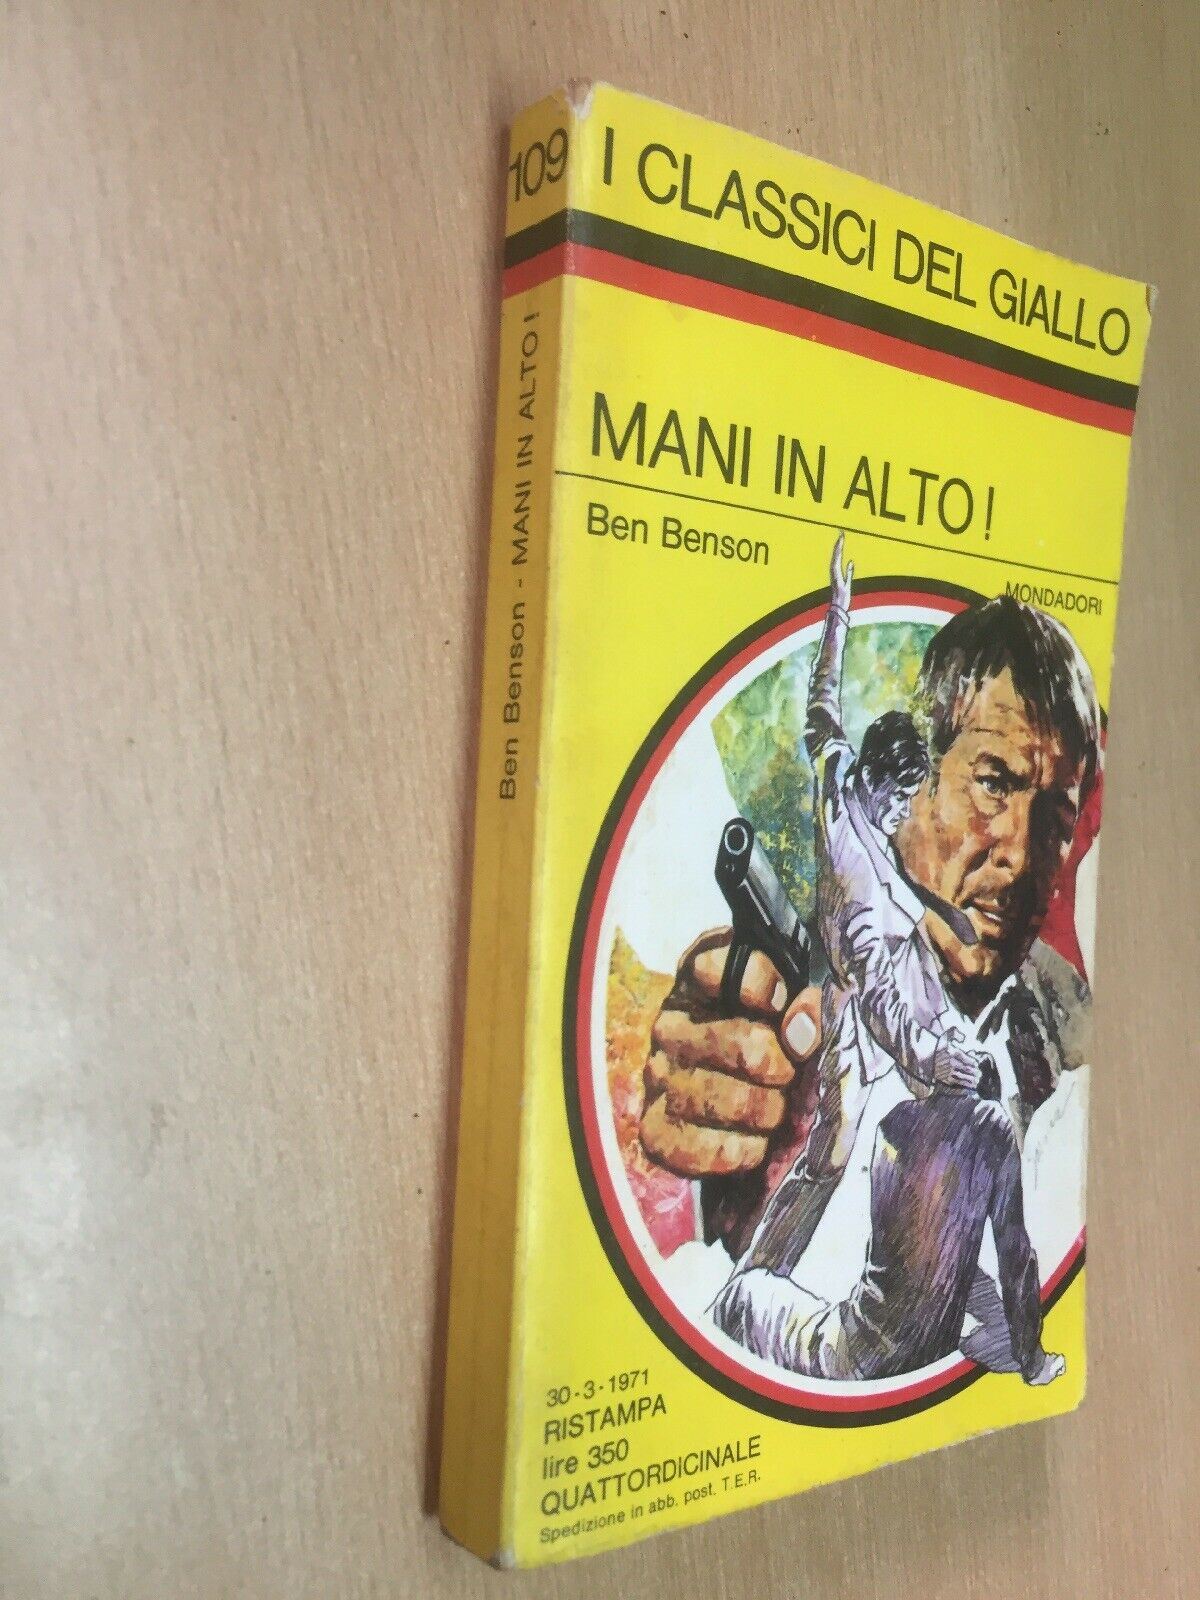 109
Ben Benson - MANI IN ALTO!
I CLASSICI DEL GIALLO
MANI IN ALTO!
Ben Benson
MONDADORI
30-3-1971
RISTAMPA
lire 350
QUATTORDICINALE
Spedizione in abb. post. T.E.R.